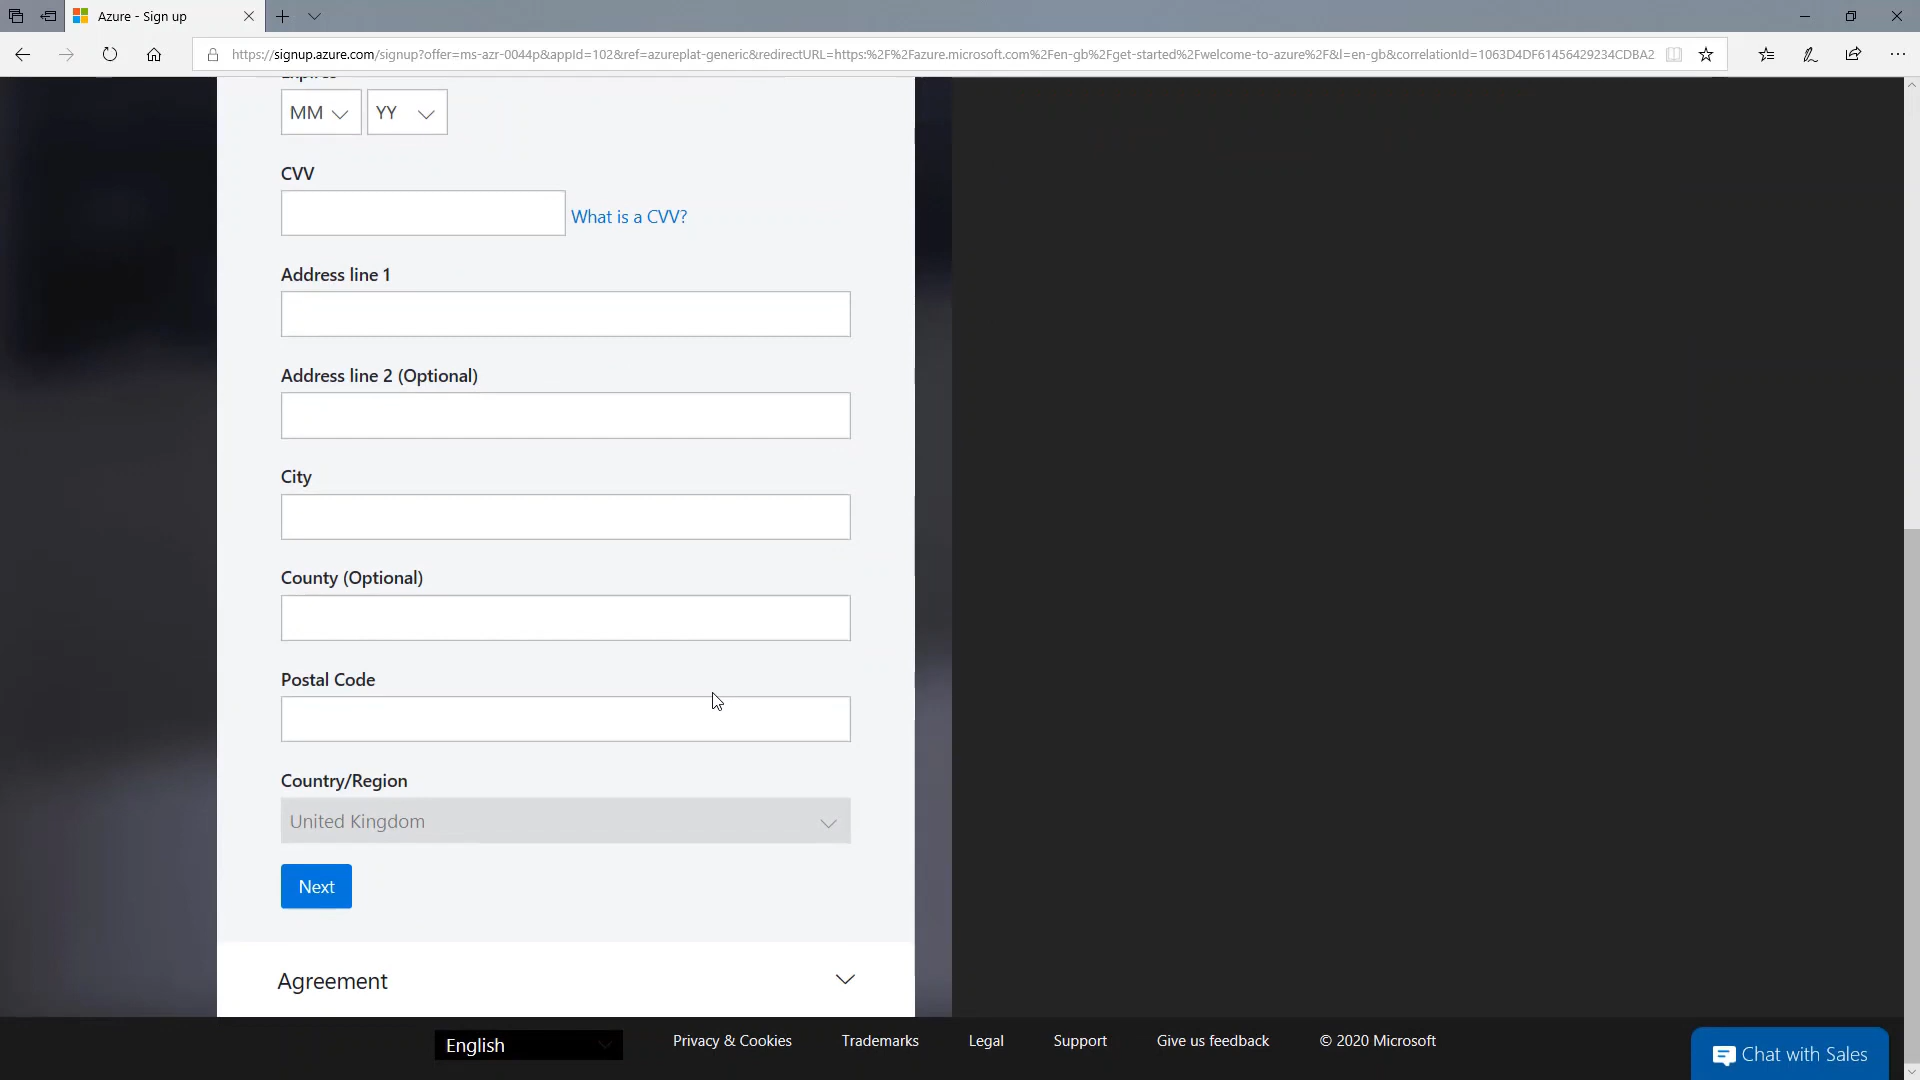 Azure - Sign up
https://signup.azure.com/signup?offer=ms-azr-0044p&appId=102&ref=azureplat-generic&redirectURL=https:%2F%2Fazure.microsoft.com%2Fen-gb%2Fget-started%2Fwelcome-to-azure%2F&l=en-gb&correlationId=1063D4DF61456429234CDBA2
Expires
MM YY
CVV
What is a CVV?
Address line 1
Address line 2 (Optional)
City
County (Optional)
Postal Code
Country/Region
United Kingdom
Next
Agreement
English Privacy & Cookies Trademarks Legal Support Give us feedback © 2020 Microsoft
Chat with Sales